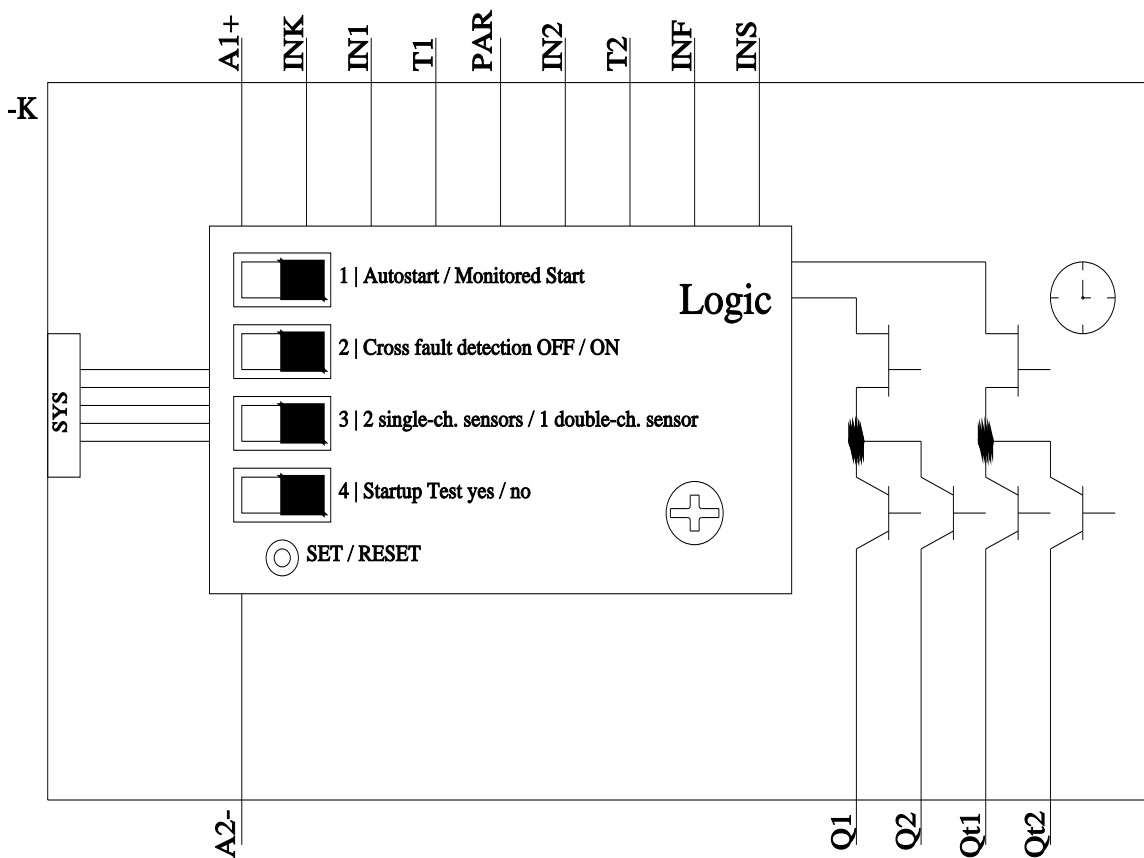 A1+
INK
IN1
T1
PAR
IN2
T2
INF
INS
-K
1 | Autostart / Monitored Start
Logic
2 | Cross fault detection OFF / ON
SYS
3 | 2 single-ch. sensors / 1 double-ch. sensor
4 | Startup Test yes / no
SET / RESET
A2-
Q1
Q2
Qt1
Qt2